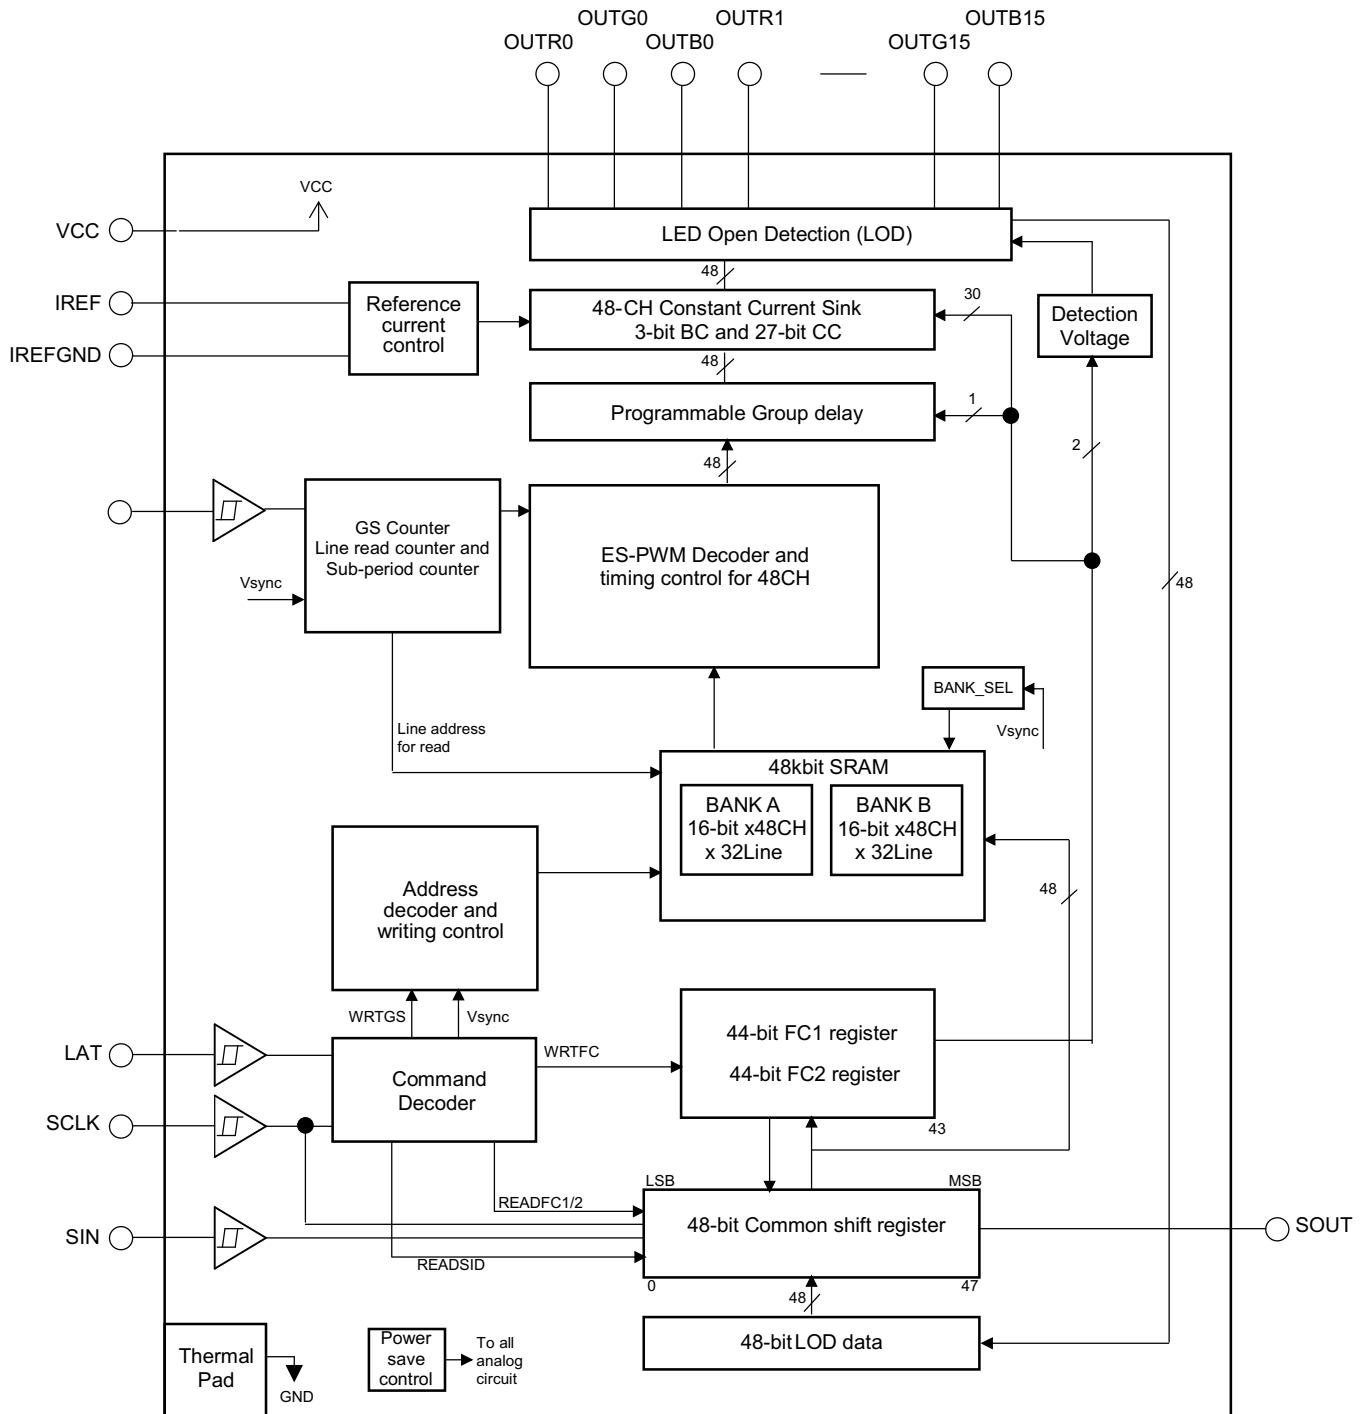 OUTG0
OUTR1
OUTB15
OUTR0
OUTB0
OUTG15
VCC
VCC
LED Open Detection (LOD)
48
IREF
Reference
current
control
48-CH Constant Current Sink
3-bit BC and 27-bit CC
30
Detection
Voltage
IREFGND
48
Programmable Group delay
1
2
48
GS Counter
Line read counter and
Sub-period counter
ES-PWM Decoder and
timing control for 48CH
Vsync
48
BANK_SEL
Vsync
Line address
for read
48kbit SRAM
BANK A
16-bit x48CH
x 32Line
BANK B
16-bit x48CH
x 32Line
48
Address
decoder and
writing control
WRTGS
Vsync
LAT
Command
Decoder
WRTFC
44-bit FC1 register
44-bit FC2 register
43
SCLK
LSB
MSB
READFC1/2
48-bit Common shift register
SIN
SOUT
READSID
0
47
48
48-bit LOD data
Thermal
Pad
GND
Power
save
control
To all
analog
circuit